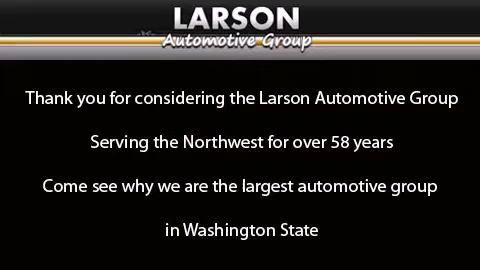 LARSON
Automotive Group
Thank you for considering the Larson Automotive Group
Serving the Northwest for over 58 years
Come see why we are the largest automotive group
in Washington State